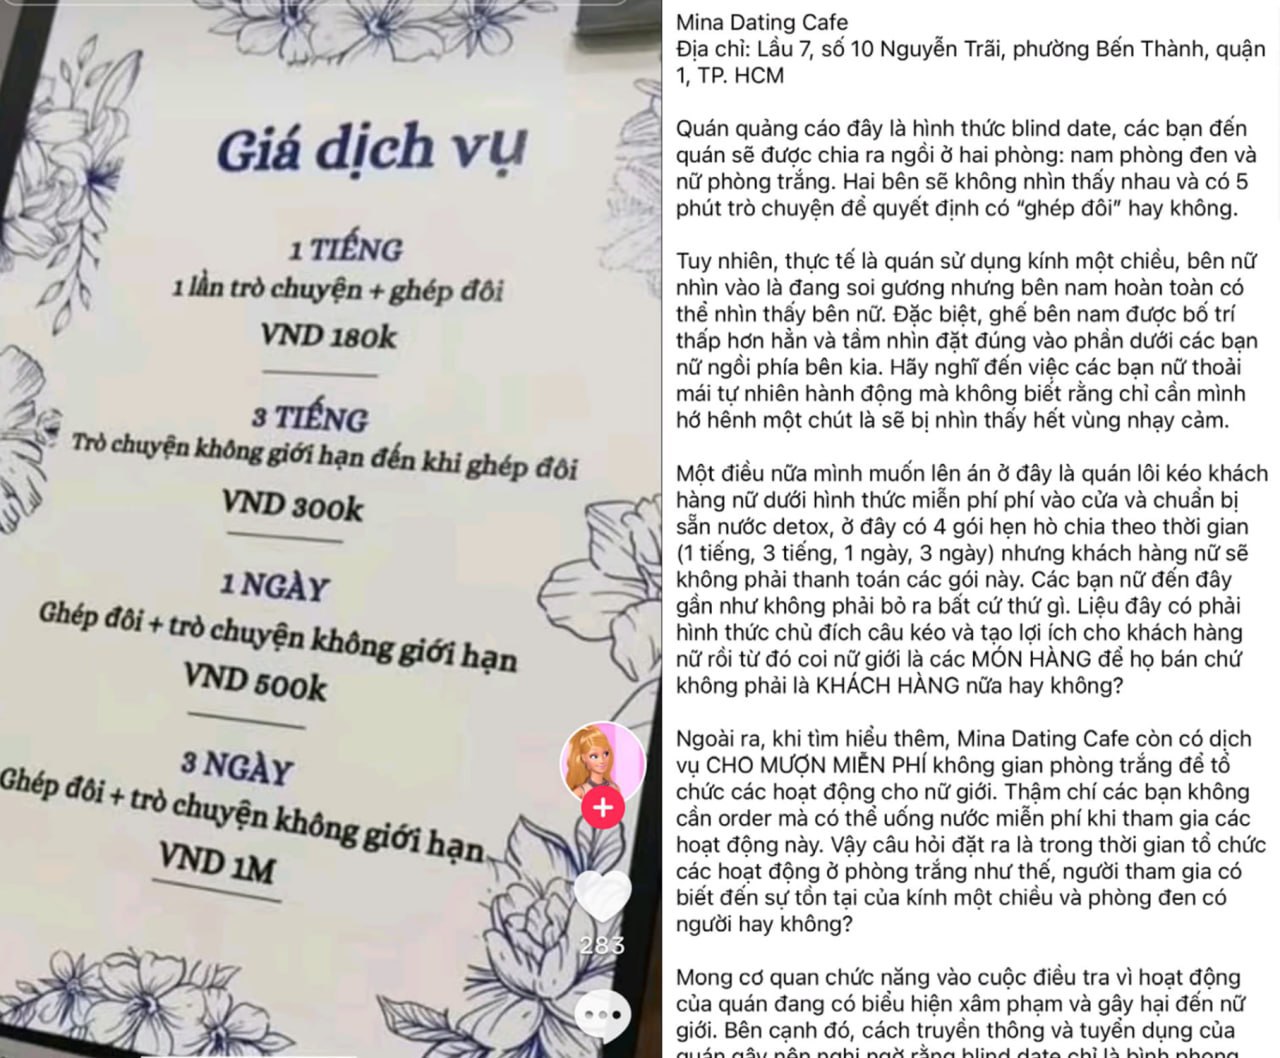 Giá dịch vụ
1 TIẾNG
1 lần trò chuyện + ghép đôi
VND 180k
3 TIẾNG
Trò chuyện không giới hạn đến khi ghép đôi
VND 300k
1 NGÀY
Ghép đôi + trò chuyện không giới hạn
VND 500k
3 NGÀY
Ghép đôi + trò chuyện không giới hạn
VND 1M
283
Mina Dating Cafe
Địa chỉ: Lầu 7, số 10 Nguyễn Trãi, phường Bến Thành, quận
1, TP. HCM
Quán quảng cáo đây là hình thức blind date, các bạn đến
quán sẽ được chia ra ngồi ở hai phòng: nam phòng đen và
nữ phòng trắng. Hai bên sẽ không nhìn thấy nhau và có 5
phút trò chuyện để quyết định có “ghép đôi” hay không.
Tuy nhiên, thực tế là quán sử dụng kính một chiều, bên nữ
nhìn vào là đang soi gương nhưng bên nam hoàn toàn có
thể nhìn thấy bên nữ. Đặc biệt, ghế bên nam được bố trí
thấp hơn hẳn và tầm nhìn đặt đúng vào phần dưới các bạn
nữ ngồi phía bên kia. Hãy nghĩ đến việc các bạn nữ thoải
mái tự nhiên hành động mà không biết rằng chỉ cần mình
hớ hênh một chút là sẽ bị nhìn thấy hết vùng nhạy cảm.
Một điều nữa mình muốn lên án ở đây là quán lôi kéo khách
hàng nữ dưới hình thức miễn phí phí vào cửa và chuẩn bị
sẵn nước detox, ở đây có 4 gói hẹn hò chia theo thời gian
(1 tiếng, 3 tiếng, 1 ngày, 3 ngày) nhưng khách hàng nữ sẽ
không phải thanh toán các gói này. Các bạn nữ đến đây
gần như không phải bỏ ra bất cứ thứ gì. Liệu đây có phải
hình thức chủ đích câu kéo và tạo lợi ích cho khách hàng
nữ rồi từ đó coi nữ giới là các MÓN HÀNG để họ bán chứ
không phải là KHÁCH HÀNG nữa hay không?
Ngoài ra, khi tìm hiểu thêm, Mina Dating Cafe còn có dịch
vụ CHO MƯỢN MIỄN PHÍ không gian phòng trắng để tổ
chức các hoạt động cho nữ giới. Thậm chí các bạn không
cần order mà có thể uống nước miễn phí khi tham gia các
hoạt động này. Vậy câu hỏi đặt ra là trong thời gian tổ chức
các hoạt động ở phòng trắng như thế, người tham gia có
biết đến sự tồn tại của kính một chiều và phòng đen có
người hay không?
Mong cơ quan chức năng vào cuộc điều tra vì hoạt động
của quán đang có biểu hiện xâm phạm và gây hại đến nữ
giới. Bên cạnh đó, cách truyền thông và tuyển dụng của
quán gây nên nghi ngờ rằng blind date chỉ là bình phong